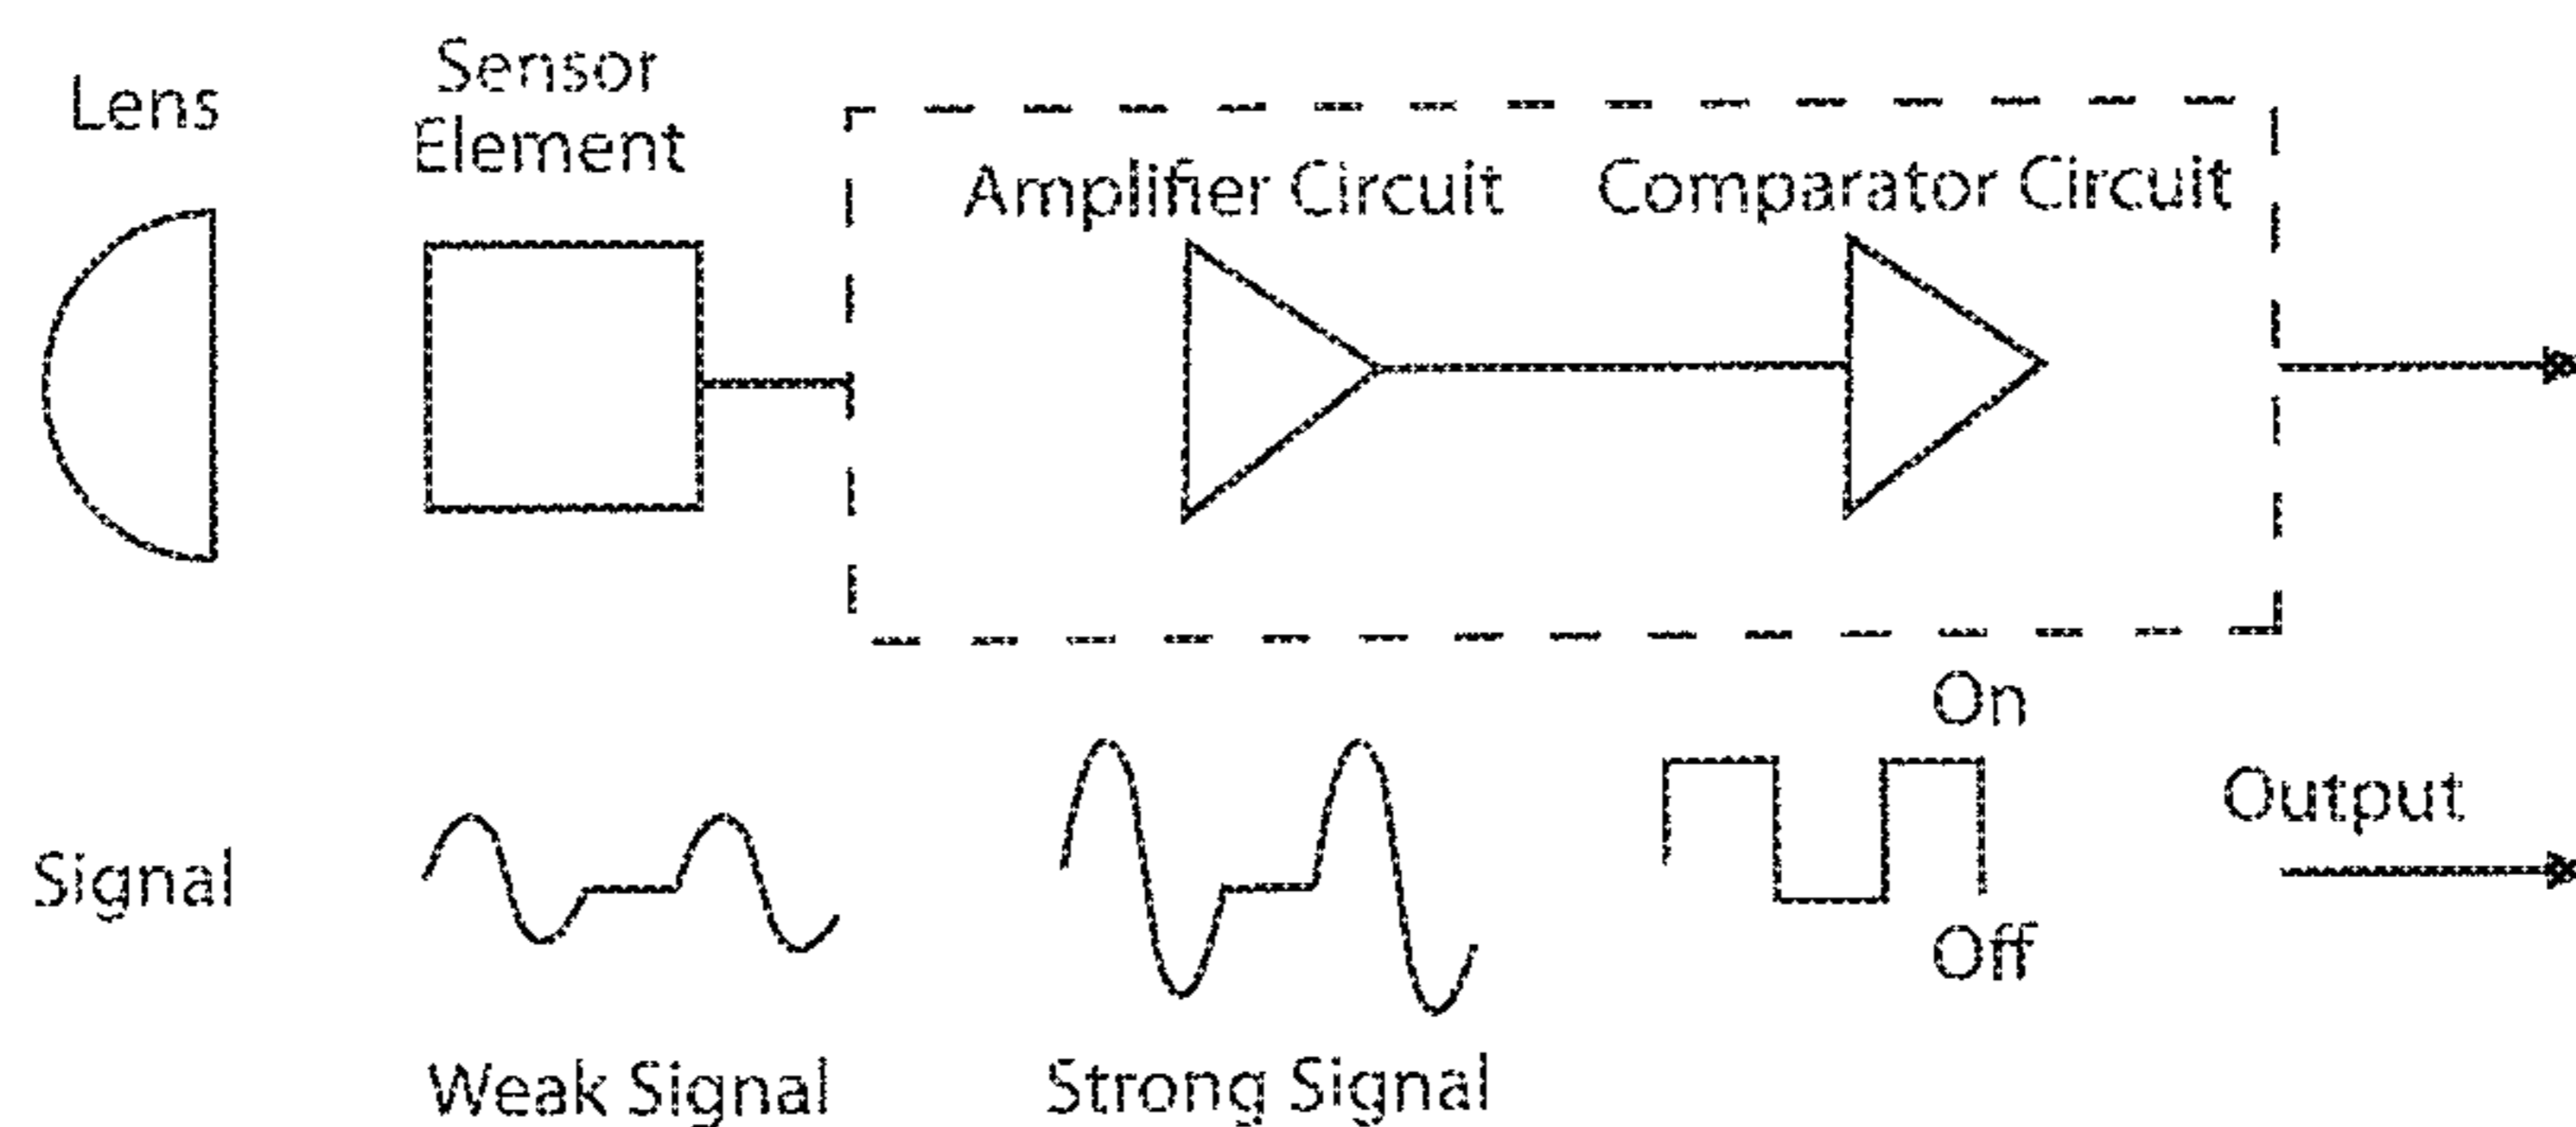 Lens
Sensor
Element
Amplifier Circuit
Comparator Circuit
On
Output
Signal
Off
Weak Signal
Strong Signal